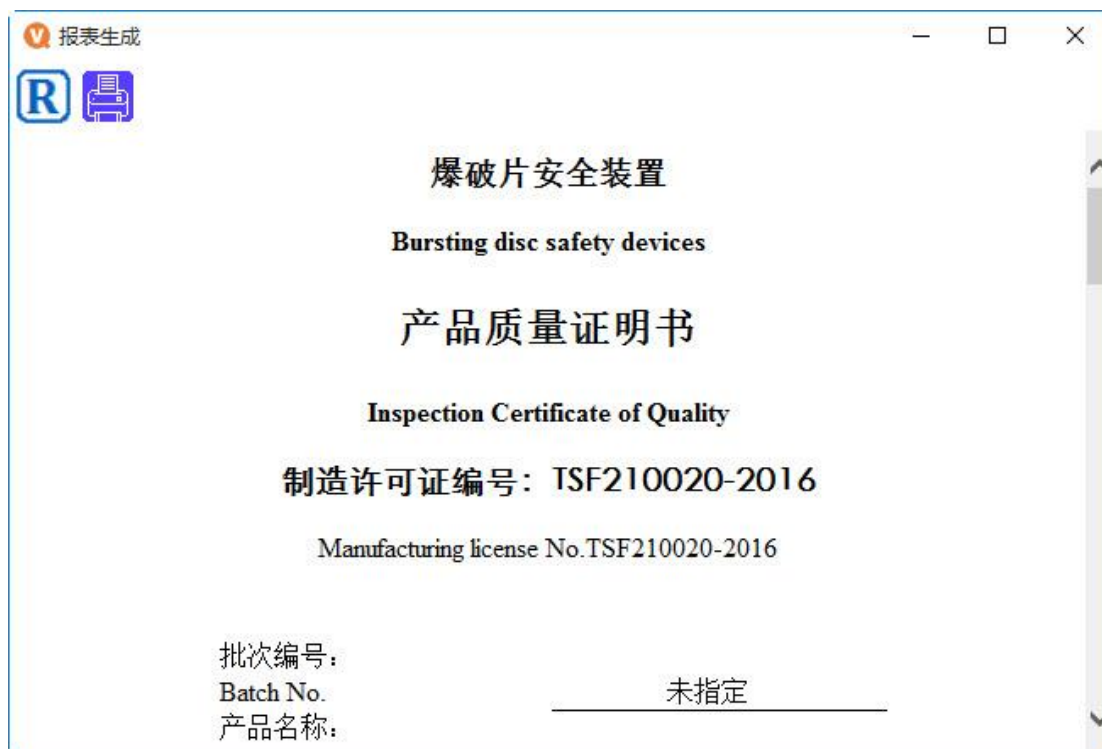 报表生成
R
爆破片安全装置
Bursting disc safety devices
产品质量证明书
Inspection Certificate of Quality
制造许可证编号：TSF210020-2016
Manufacturing license No.TSF210020-2016
批次编号：
Batch No.
未指定
产品名称：